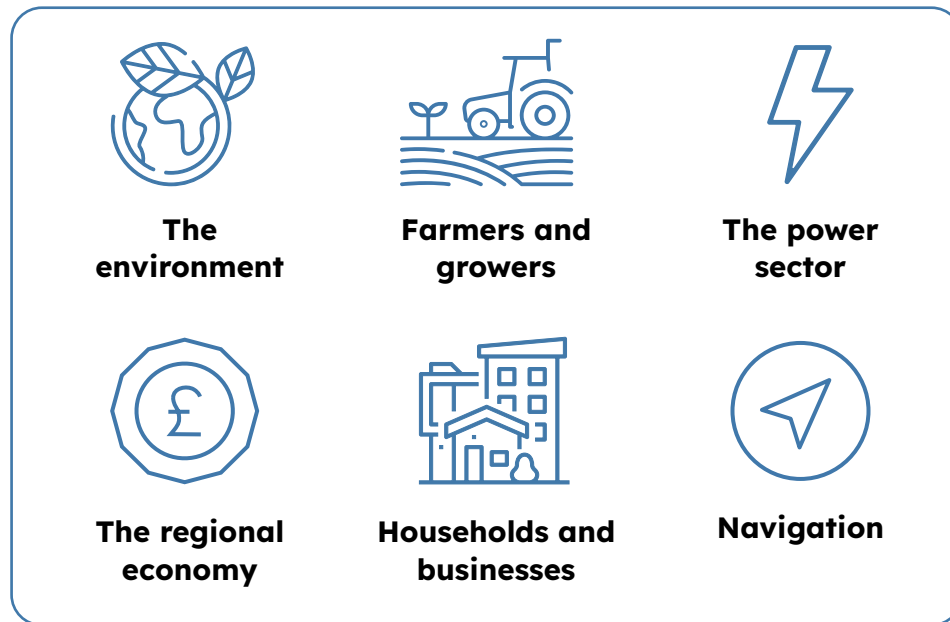 The
environment
Farmers and
growers
The power
sector
£
The regional
economy
Households and
businesses
Navigation